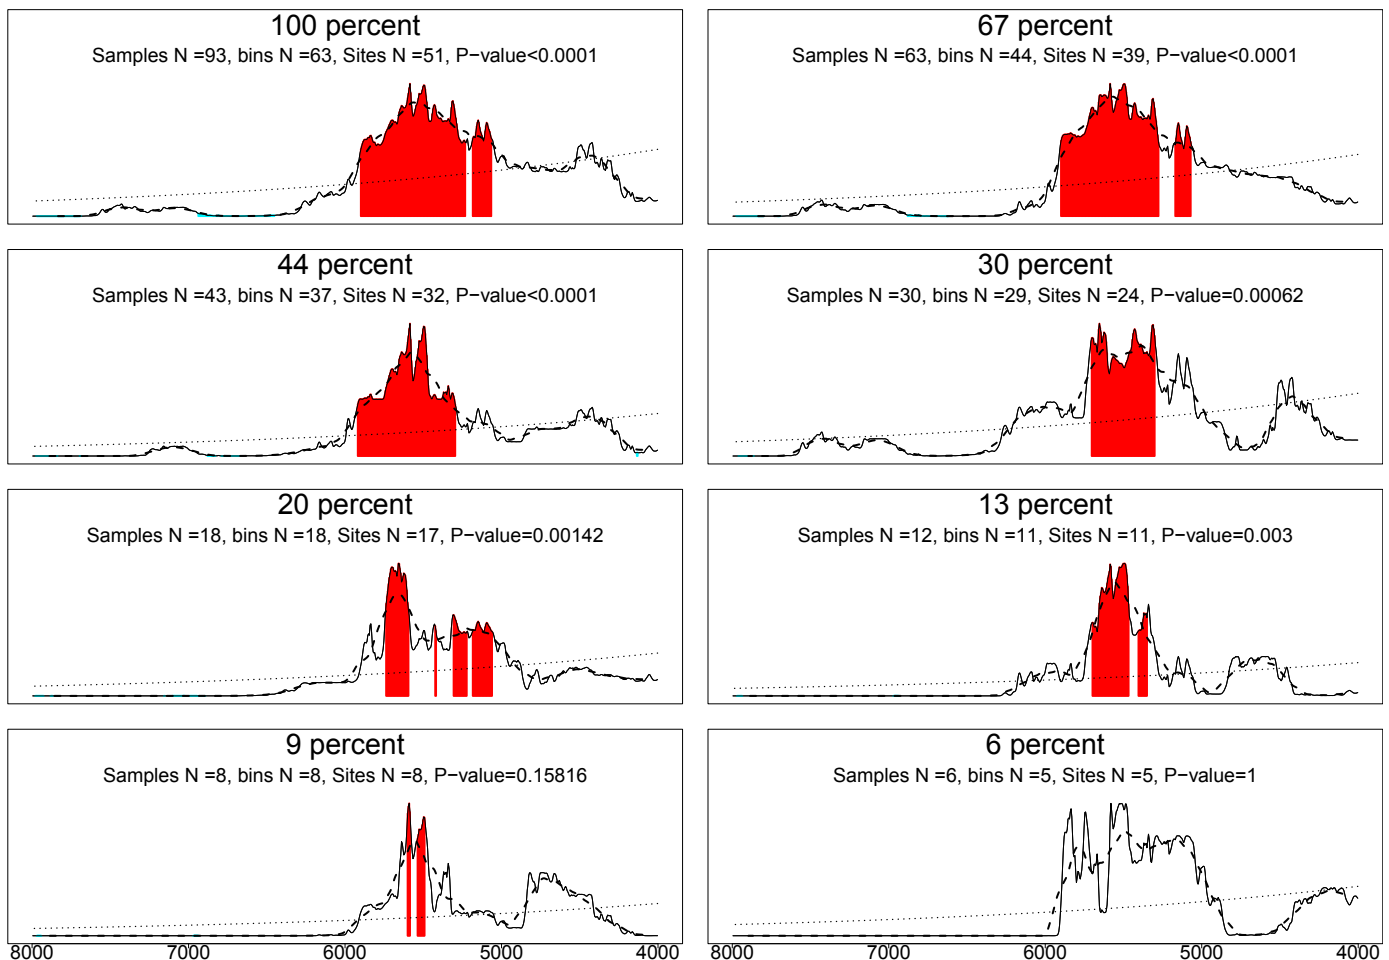 100 percent
Samples N =93, bins N =63, Sites N =51, P−value<0.0001
67 percent
Samples N =63, bins N =44, Sites N =39, P−value<0.0001
44 percent
Samples N =43, bins N =37, Sites N =32, P−value<0.0001
30 percent
Samples N =30, bins N =29, Sites N =24, P−value=0.00062
20 percent
Samples N =18, bins N =18, Sites N =17, P−value=0.00142
13 percent
Samples N =12, bins N =11, Sites N =11, P−value=0.003
9 percent
Samples N =8, bins N =8, Sites N =8, P−value=0.15816
6 percent
Samples N =6, bins N =5, Sites N =5, P−value=1
8000 7000 6000 5000 4000
8000 7000 6000 5000 4000